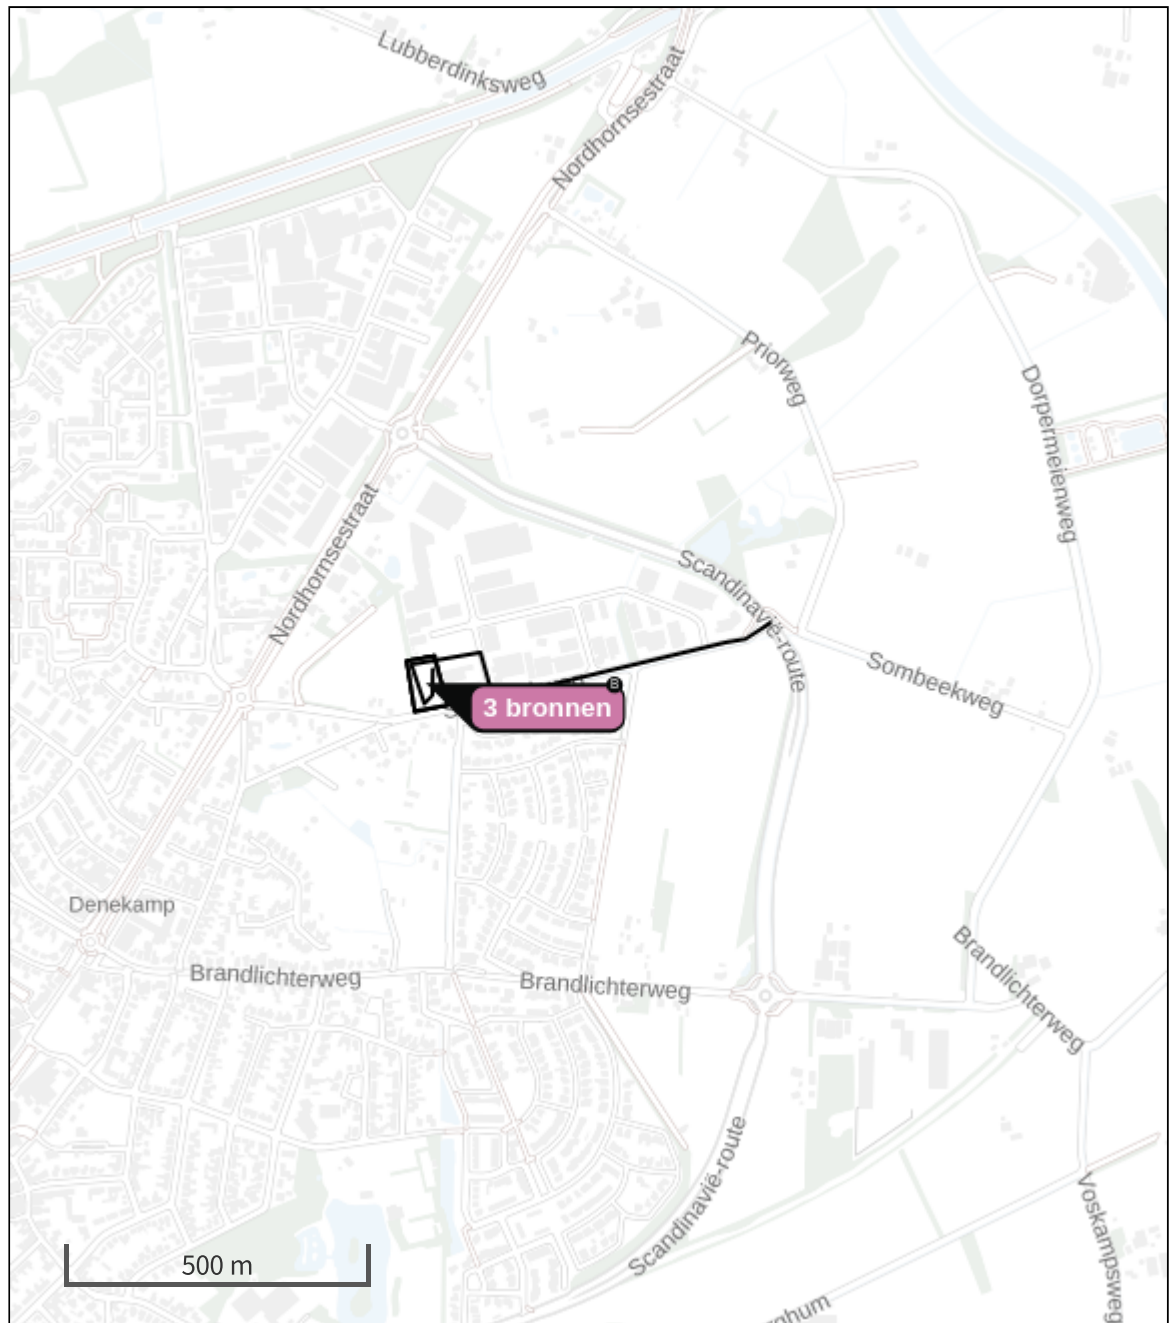 Lubberdinksweg
Nordhornsestraat
Priorweg
Dorpermeienweg
Nordhornsestraat
Scandinavië-route
Sombeekweg
B
3 bronnen
Denekamp
Brandlichterweg
Brandlichterweg
Brandlichterweg
Scandinavië-route
Voskampsweg
500 m